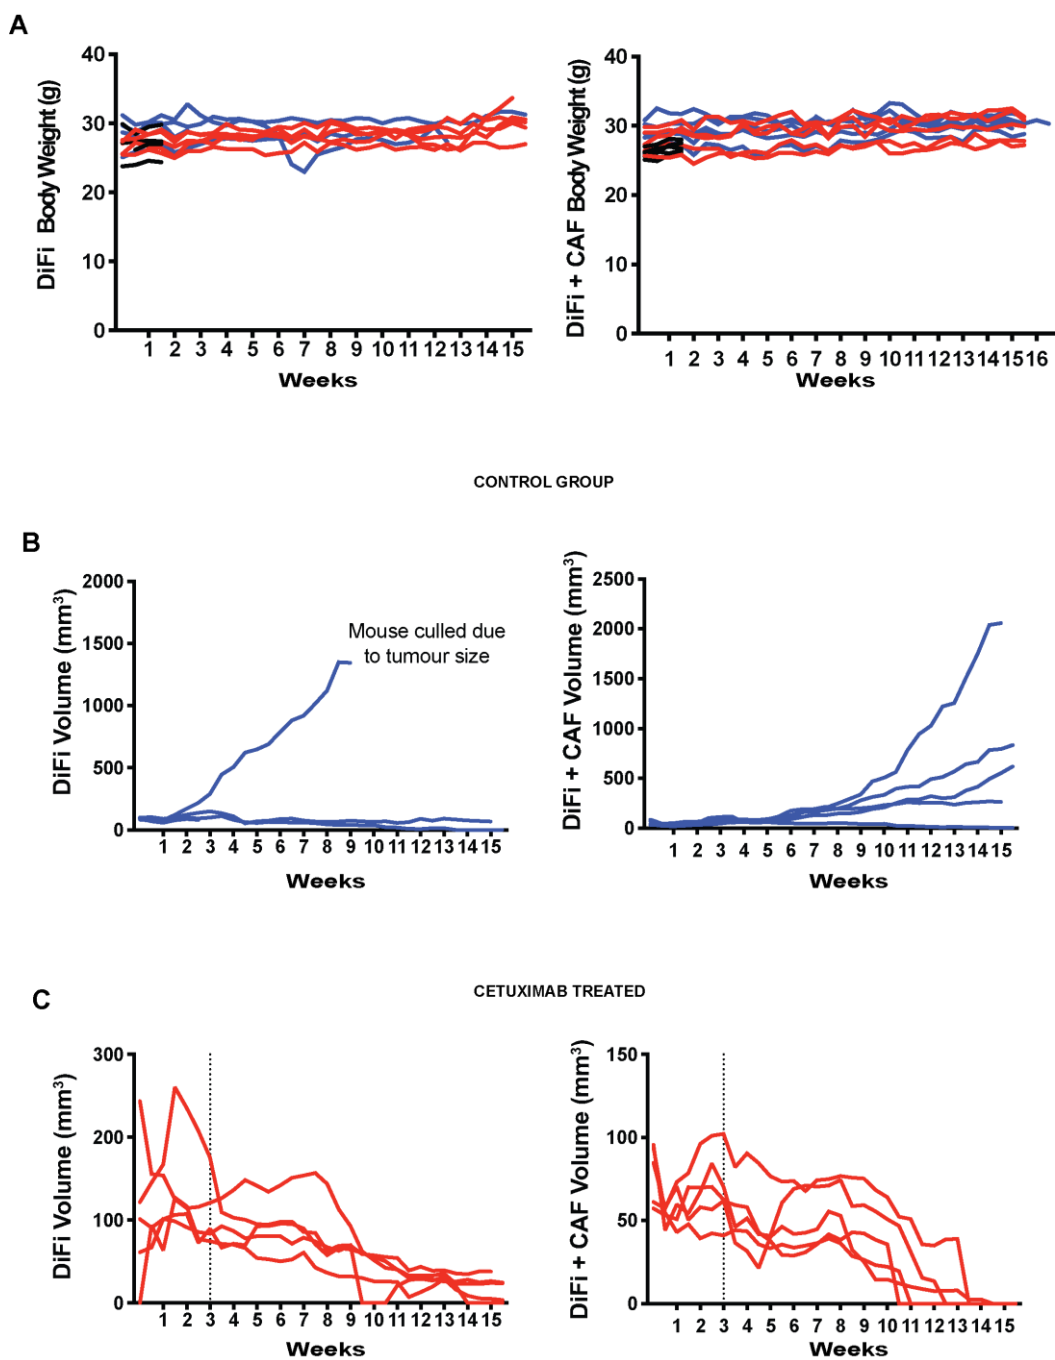 A
DiFi Body Weight (g)
40
30
20
10
0
1 2 3 4 5 6 7 8 9 10 11 12 13 14 15
Weeks
DiFi + CAF Body Weight (g)
40
30
20
10
0
1 2 3 4 5 6 7 8 9 10 11 12 13 14 15 16
Weeks
CONTROL GROUP
B
DiFi Volume (mm³)
2000
1500
1000
500
0
Mouse culled due
to tumour size
1 2 3 4 5 6 7 8 9 10 11 12 13 14 15
Weeks
DiFi + CAF Volume (mm³)
2500
2000
1500
1000
500
0
1 2 3 4 5 6 7 8 9 10 11 12 13 14 15
Weeks
CETUXIMAB TREATED
C
DiFi Volume (mm³)
300
200
100
0
1 2 3 4 5 6 7 8 9 10 11 12 13 14 15
Weeks
DiFi + CAF Volume (mm³)
150
100
50
0
1 2 3 4 5 6 7 8 9 10 11 12 13 14 15
Weeks